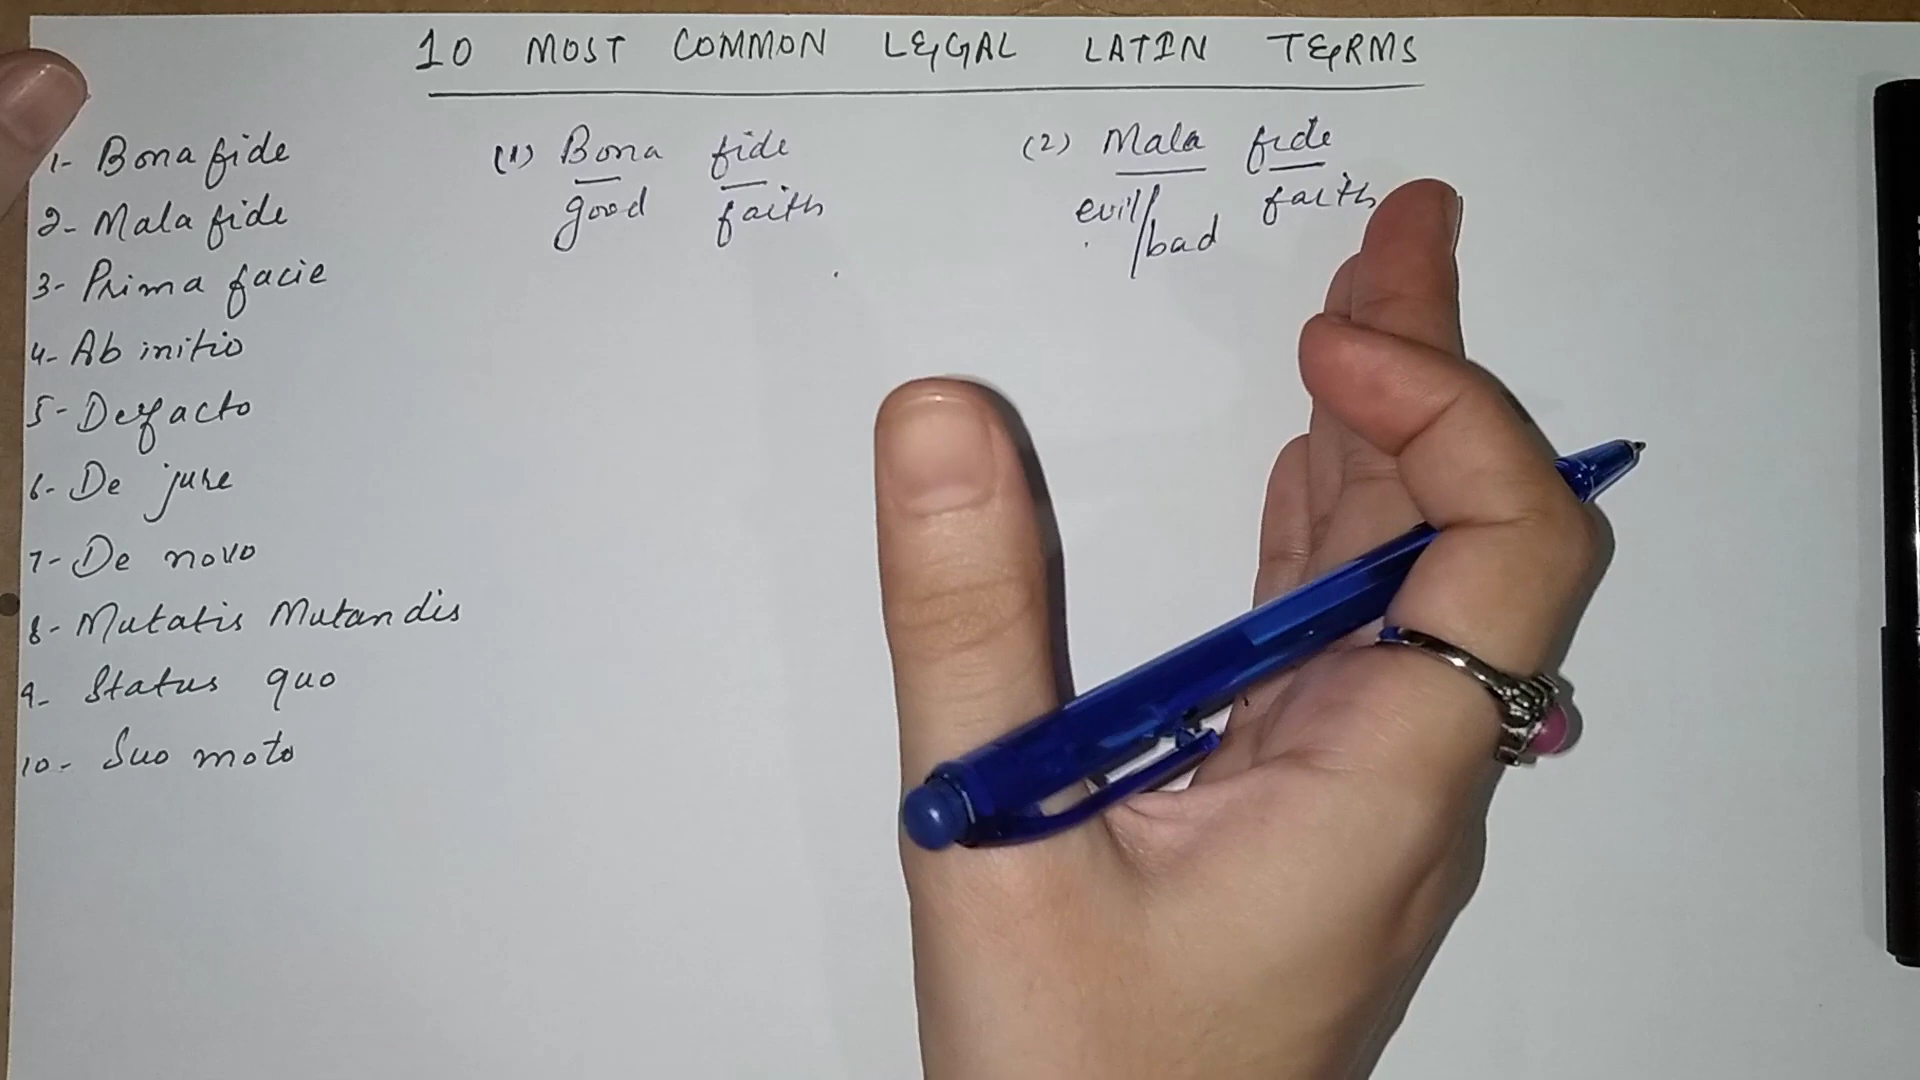 10 MOST COMMON LEGAL LATIN TERMS
1- Bonafide
2- Mala fide
3- Prima facie
4- Ab initio
5- Defacto
6- De jure
7- De novo
8- Mutatis Mutandis
9- Status quo
10- Suo moto
(1) Bona fide
good faith
(2) Mala fide
evil/ faith
/bad